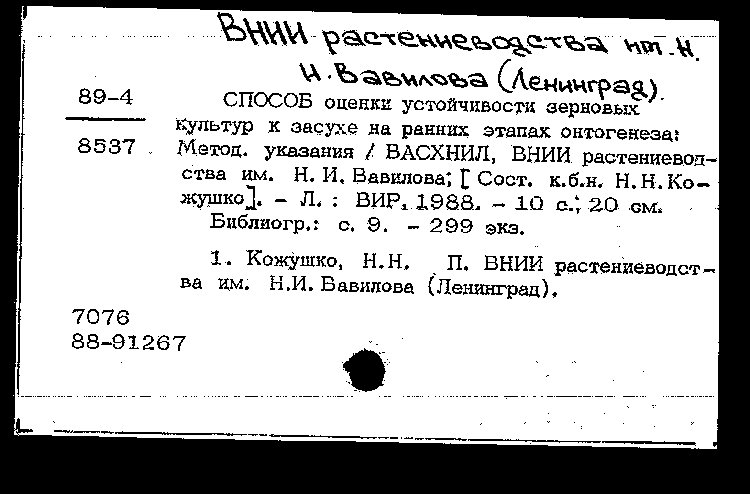 ВНИИ растениеводства им. Н.
И. Вавилова (Ленинград).
89-4
СПОСОБ оценки устойчивости зерновых
культур к засухе на ранних этапах онтогенеза:
8537
Метод. указания / ВАСХНИЛ, ВНИИ растениевод-
ства им. Н. И. Вавилова; [ Сост. к.б.н. Н.Н.Ко-
жушко]. - Л. : ВИР, 1988. - 10 с.; 20 см.
Библиогр.: с. 9. - 299 экз.
1. Кожушко, Н.Н. П. ВНИИ растениеводст-
ва им. Н.И. Вавилова (Ленинград).
7076
88-91267